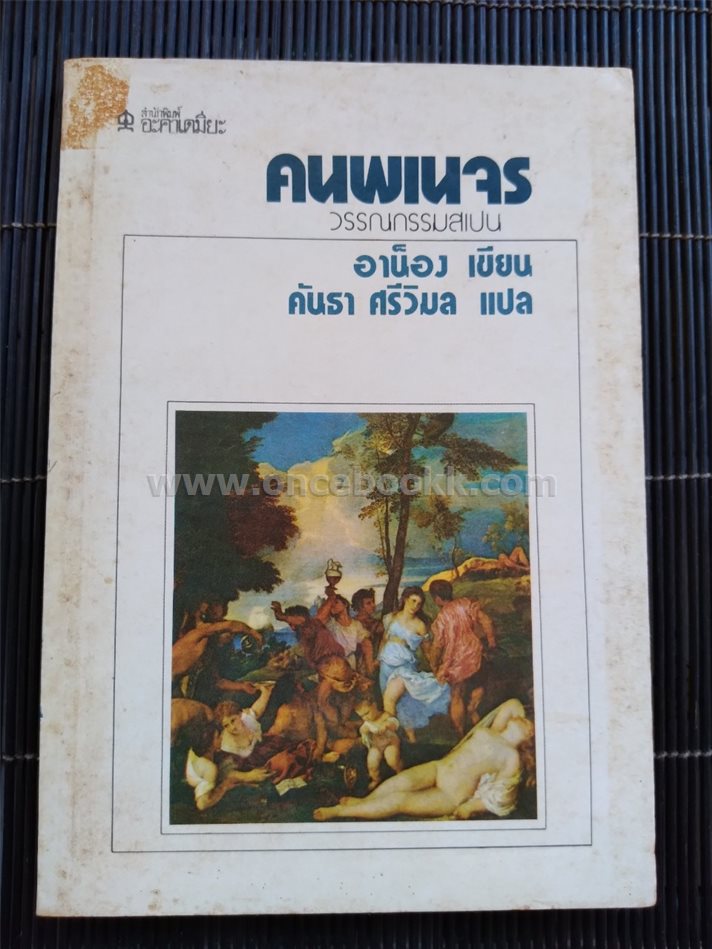 สำนักพิมพ์
อะคาเดมียะ
คนพเนจร
วรรณกรรมสเปน
อาน็อง เขียน
คันธา ศรีวิมล แปล
www.oncebookk.com